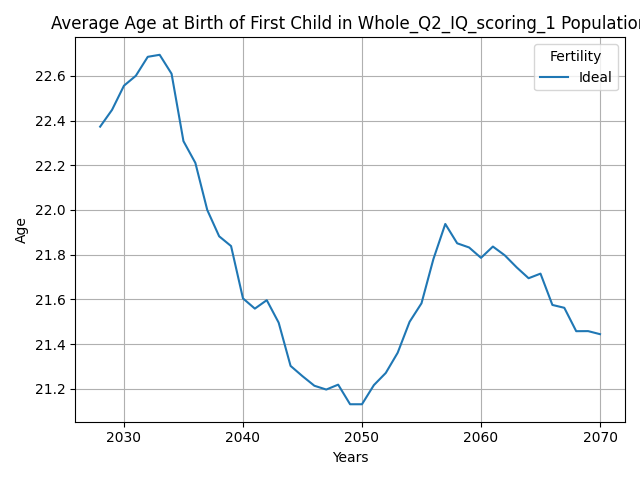 Average Age at Birth of First Child in Whole_Q2_IQ_scoring_1 Population
Fertility
Ideal
22.6
22.4
22.2
22.0
21.8
21.6
21.4
21.2
Age
2030 2040 2050 2060 2070
Years